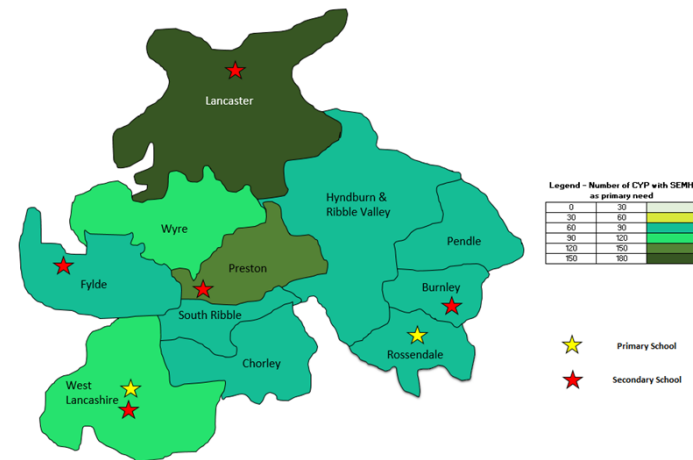 Lancaster
Hyndburn &
Ribble Valley
Wyre
Pendle
Preston
Fylde
Burnley
South Ribble
Rossendale
Chorley
West
Lancashire
Legend - Number of CYP with SEMH
as primary need
0 30
30 60
60 90
90 120
120 150
150 180
Primary School
Secondary School